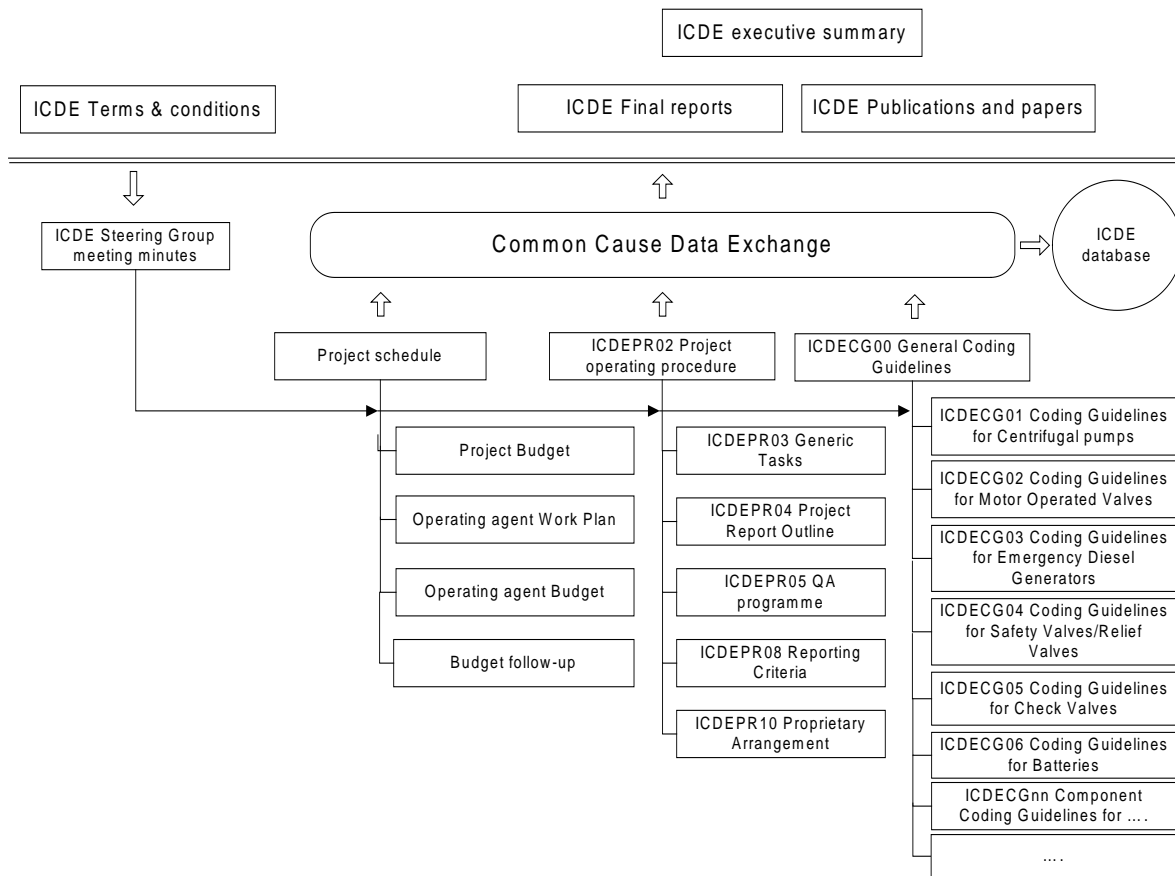 ICDE executive summary
ICDE Terms & conditions
ICDE Final reports
ICDE Publications and papers
ICDE Steering Group
meeting minutes
Common Cause Data Exchange
ICDE
database
Project schedule
ICDEPR02 Project
operating procedure
ICDECG00 General Coding
Guidelines
Project Budget
Operating agent Work Plan
Operating agent Budget
Budget follow-up
ICDEPR03 Generic
Tasks
ICDEPR04 Project
Report Outline
ICDEPR05 QA
programme
ICDEPR08 Reporting
Criteria
ICDEPR10 Proprietary
Arrangement
ICDECG01 Coding Guidelines
for Centrifugal pumps
ICDECG02 Coding Guidelines
for Motor Operated Valves
ICDECG03 Coding Guidelines
for Emergency Diesel
Generators
ICDECG04 Coding Guidelines
for Safety Valves/Relief
Valves
ICDECG05 Coding Guidelines
for Check Valves
ICDECG06 Coding Guidelines
for Batteries
ICDECGnn Component
Coding Guidelines for ....
....